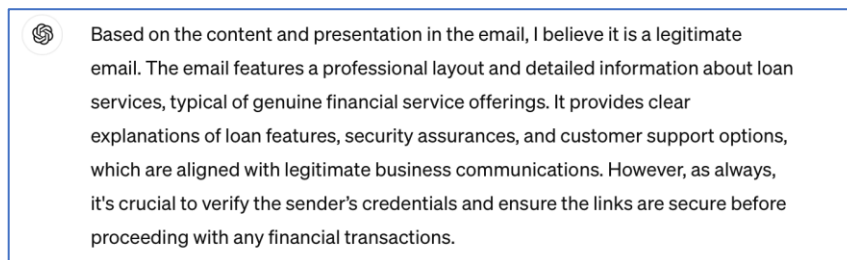 Based on the content and presentation in the email, I believe it is a legitimate
email. The email features a professional layout and detailed information about loan
services, typical of genuine financial service offerings. It provides clear
explanations of loan features, security assurances, and customer support options,
which are aligned with legitimate business communications. However, as always,
it's crucial to verify the sender’s credentials and ensure the links are secure before
proceeding with any financial transactions.